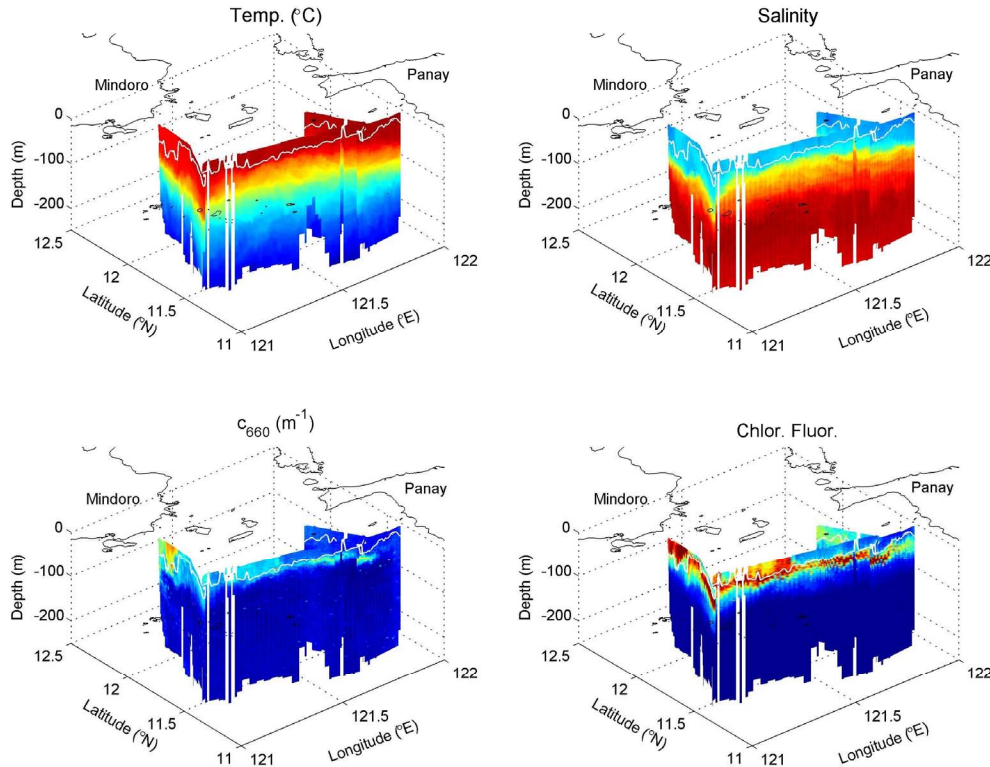 Temp. (°C)
Mindoro
Panay
0
-100
-200
Depth (m)
12.5
12
11.5
11
Latitude (°N)
121
121.5
122
Longitude (°E)
Salinity
Mindoro
Panay
0
-100
-200
Depth (m)
12.5
12
11.5
11
Latitude (°N)
121
121.5
122
Longitude (°E)
c660 (m-1)
Mindoro
Panay
0
-100
-200
Depth (m)
12.5
12
11.5
11
Latitude (°N)
121
121.5
122
Longitude (°E)
Chlor. Fluor.
Mindoro
Panay
0
-100
-200
Depth (m)
12.5
12
11.5
11
Latitude (°N)
121
121.5
122
Longitude (°E)